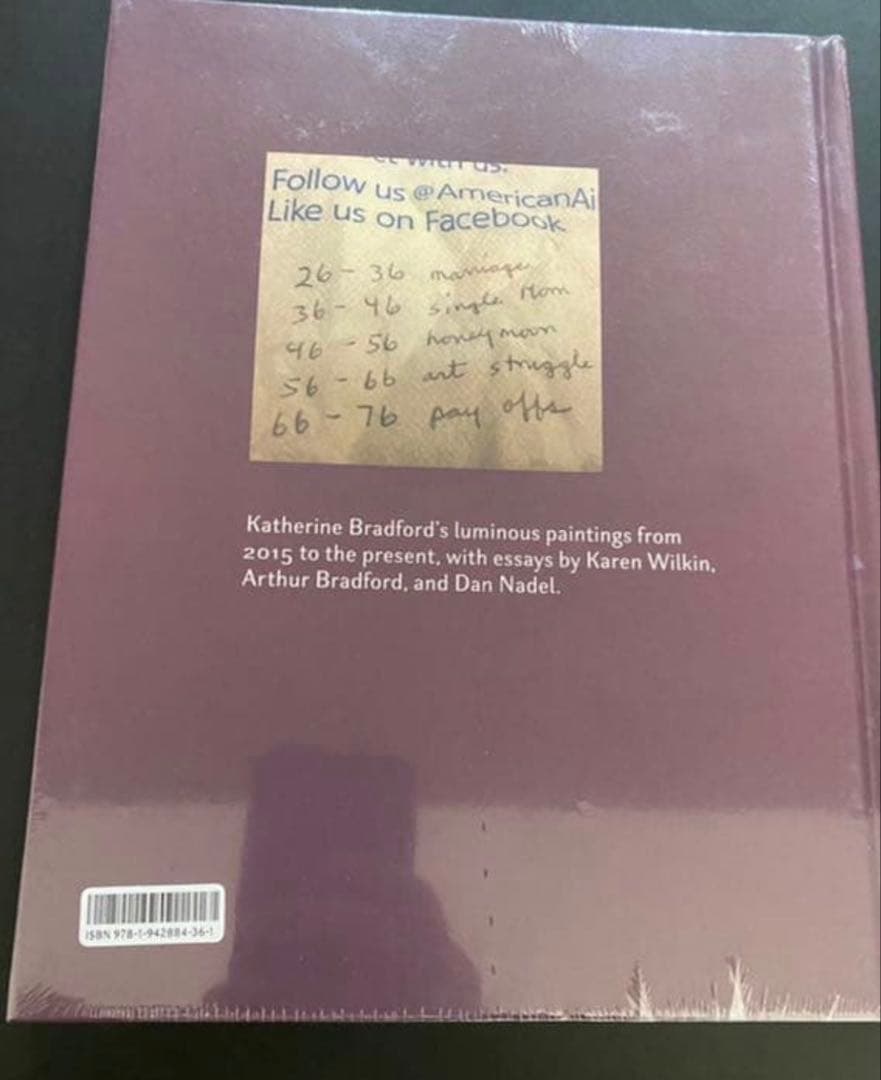 with us.
Follow us @AmericanAi
Like us on Facebook
26 - 36 marriage
36 - 46 single Mom
46 - 56 honeymoon
56 - 66 art struggle
66 - 76 pay offs
Katherine Bradford's luminous paintings from
2015 to the present, with essays by Karen Wilkin,
Arthur Bradford, and Dan Nadel.
ISBN 978-1-942884-36-1